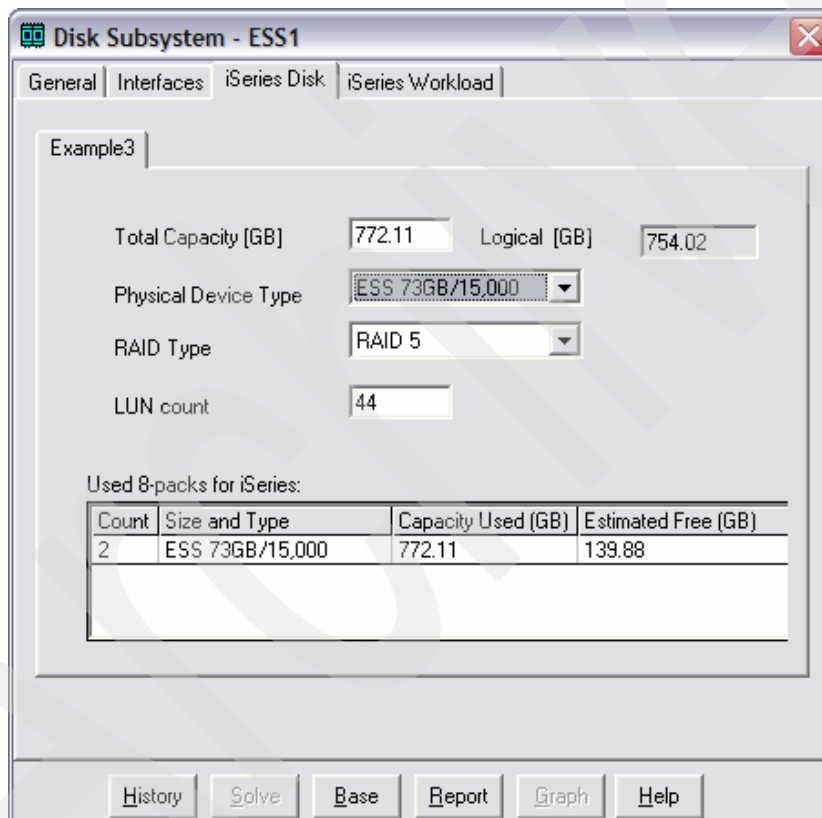 Disk Subsystem - ESS1
General Interfaces iSeries Disk iSeries Workload
Example3
Total Capacity [GB] 772.11 Logical [GB] 754.02
Physical Device Type ESS 73GB/15,000
RAID Type RAID 5
LUN count 44
Used 8-packs for iSeries:
Count Size and Type Capacity Used (GB) Estimated Free (GB)
2 ESS 73GB/15,000 772.11 139.88
History Solve Base Report Graph Help